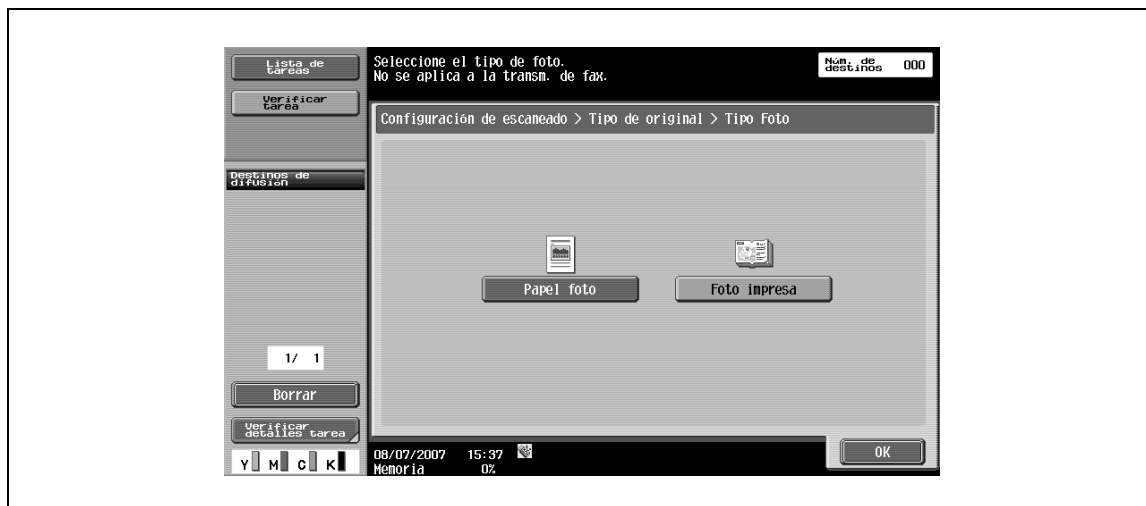 Lista de
tareas
Verificar
tarea
Destinos de
difusión
1/ 1
Borrar
Verificar
detalles tarea
Y M C K
Seleccione el tipo de foto.
No se aplica a la transm. de fax.
Núm. de
destinos 000
Configuración de escaneado > Tipo de original > Tipo Foto
Papel foto
Foto impresa
08/07/2007 15:37
Memoria 0%
OK